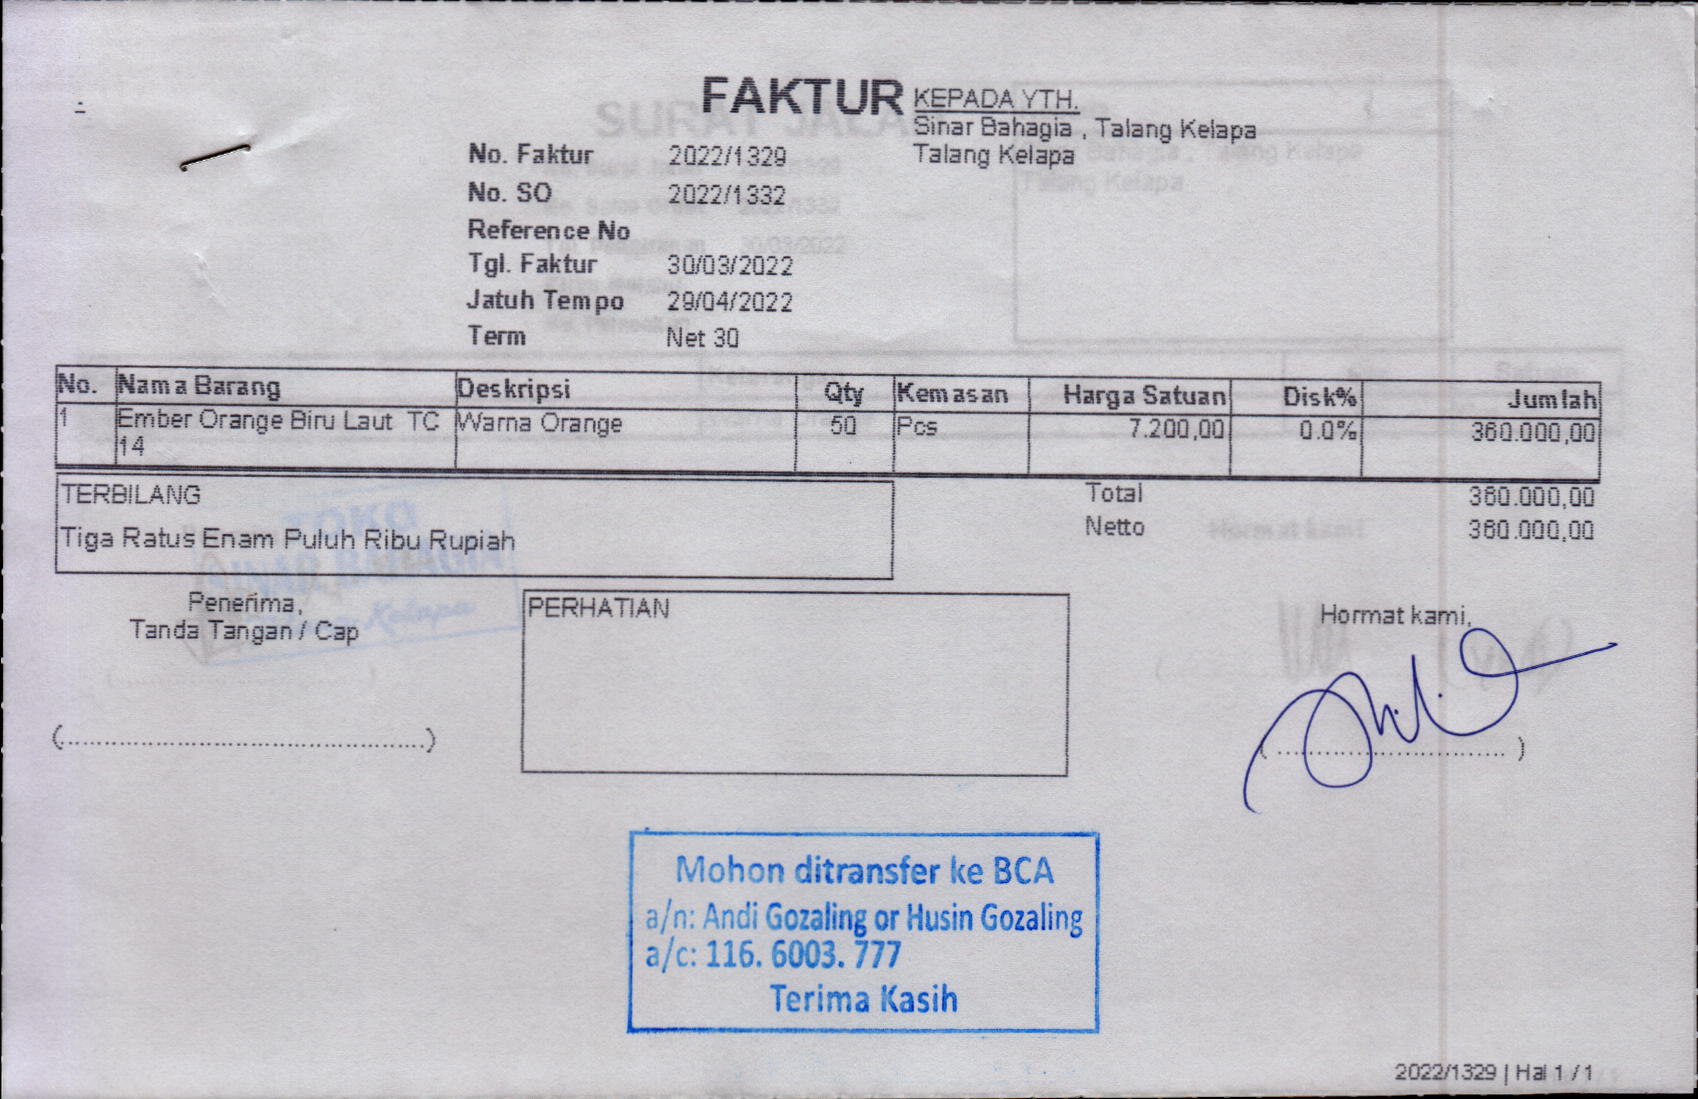 FAKTUR
KEPADA YTH.
Sinar Bahagia , Talang Kelapa
Talang Kelapa
No. Faktur 2022/1329
No. SO 2022/1332
Reference No
Tgl. Faktur 30/03/2022
Jatuh Tempo 29/04/2022
Term Net 30
No. Nama Barang Deskripsi Qty Kemasan Harga Satuan Disk% Jumlah
1 Ember Orange Biru Laut TC Warna Orange 50 Pcs 7.200,00 0.0% 360.000,00
14
TERBILANG
Tiga Ratus Enam Puluh Ribu Rupiah
Total 360.000,00
Netto 360.000,00
Penerima,
Tanda Tangan / Cap
(................................................)
PERHATIAN
Hormat kami,
( ................................ )
Mohon ditransfer ke BCA
a/n: Andi Gozaling or Husin Gozaling
a/c: 116. 6003. 777
Terima Kasih
2022/1329 | Hal 1 / 1